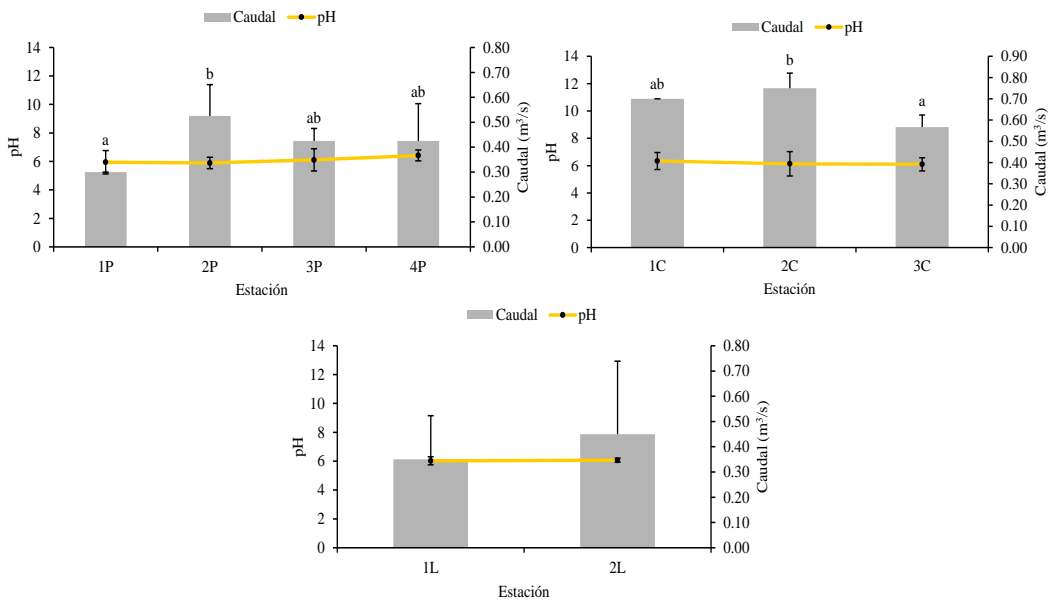 Caudal pH
14 0.80
12 0.70
10 0.60
8 0.50
6 0.40
4 0.30
2 0.20
0 0.10
0.00
pH
Caudal (m³/s)
a b ab ab
1P 2P 3P 4P
Estación
Caudal pH
14 0.90
12 0.80
10 0.70
8 0.60
6 0.50
4 0.40
2 0.30
0 0.20
0.10
0.00
pH
Caudal (m³/s)
ab b a
1C 2C 3C
Estación
Caudal pH
14 0.80
12 0.70
10 0.60
8 0.50
6 0.40
4 0.30
2 0.20
0 0.10
0.00
pH
Caudal (m³/s)
1L 2L
Estación